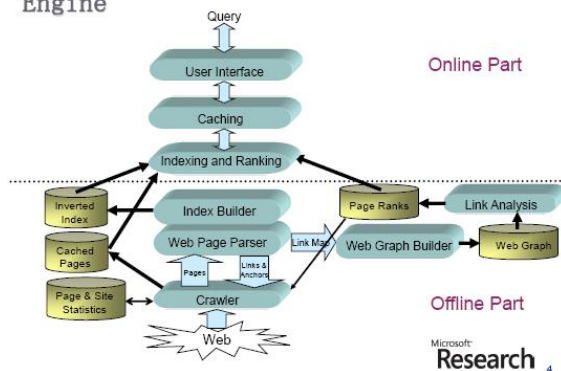 Engine
Query
User Interface
Online Part
Caching
Indexing and Ranking
Inverted
Index
Index Builder
Page Ranks
Link Analysis
Cached
Pages
Web Page Parser
Link Map
Web Graph Builder
Web Graph
Pages
Links &
Anchors
Page & Site
Statistics
Crawler
Offline Part
Web
Microsoft
Research
4